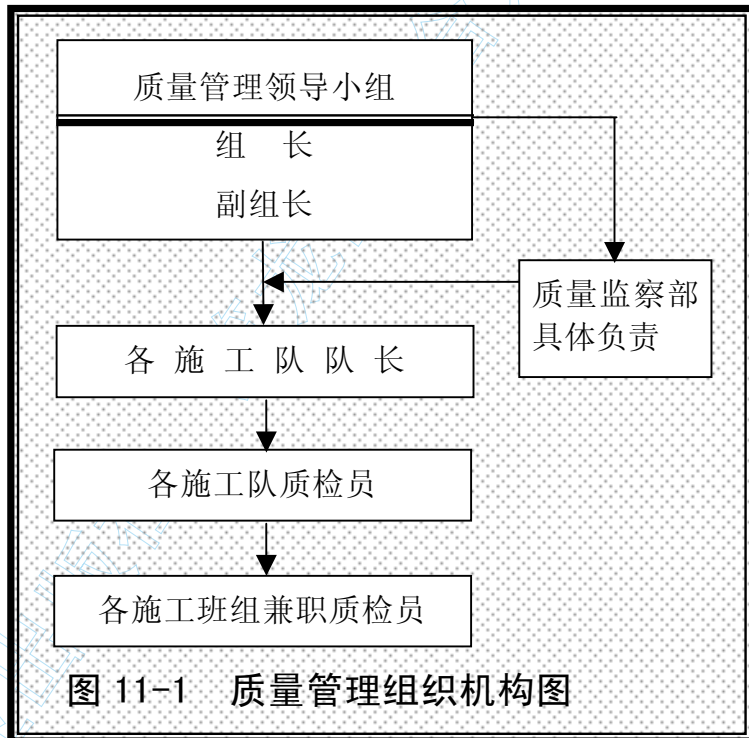 质量管理领导小组
组 长
副组长
质量监察部
具体负责
各 施 工 队 队 长
各施工队质检员
各施工班组兼职质检员
图 11-1 质量管理组织机构图